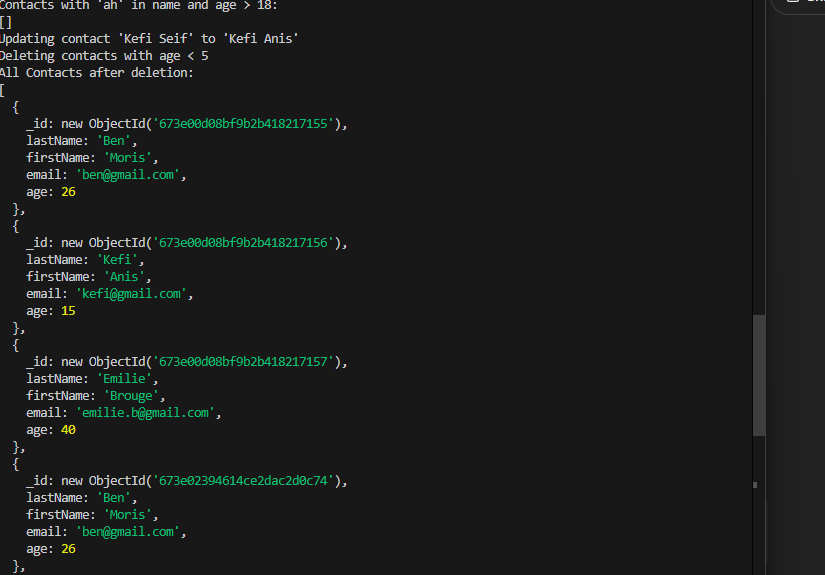 Contacts with 'ah' in name and age > 18:
[]
Updating contact 'Kefi Seif' to 'Kefi Anis'
Deleting contacts with age < 5
All Contacts after deletion:
[
  {
    _id: new ObjectId('673e00d08bf9b2b418217155'),
    lastName: 'Ben',
    firstName: 'Moris',
    email: 'ben@gmail.com',
    age: 26
  },
  {
    _id: new ObjectId('673e00d08bf9b2b418217156'),
    lastName: 'Kefi',
    firstName: 'Anis',
    email: 'kefi@gmail.com',
    age: 15
  },
  {
    _id: new ObjectId('673e00d08bf9b2b418217157'),
    lastName: 'Emilie',
    firstName: 'Brouge',
    email: 'emilie.b@gmail.com',
    age: 40
  },
  {
    _id: new ObjectId('673e02394614ce2dac2d0c74'),
    lastName: 'Ben',
    firstName: 'Moris',
    email: 'ben@gmail.com',
    age: 26
  },